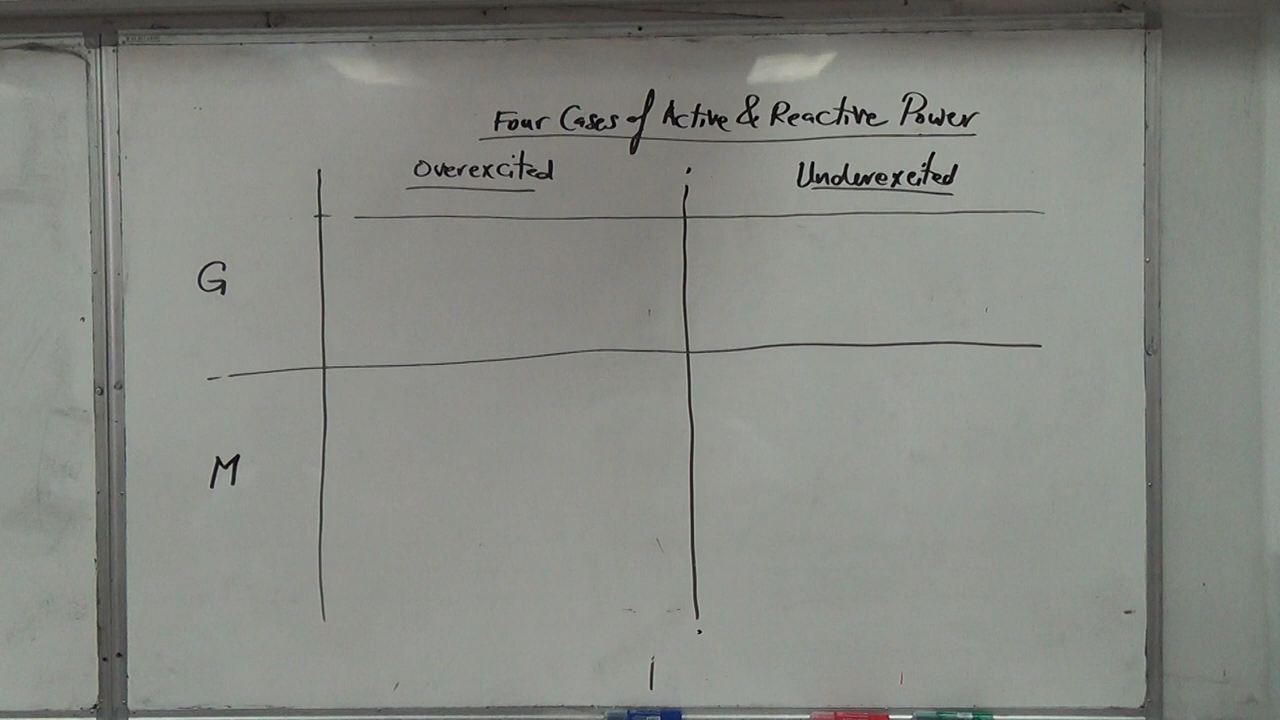 Four Cases of Active & Reactive Power
Overexcited
Underexcited
G
M